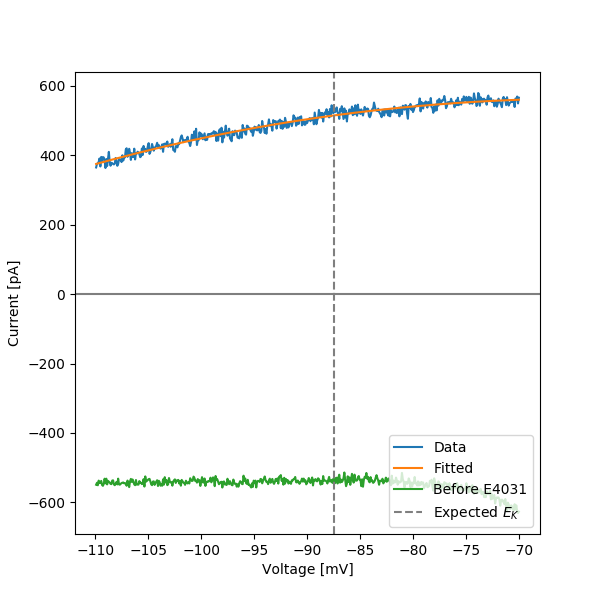 600
400
200
0
−200
−400
−600
Current [pA]
Data
Fitted
Before E4031
Expected E_K
−110 −105 −100 −95 −90 −85 −80 −75 −70
Voltage [mV]